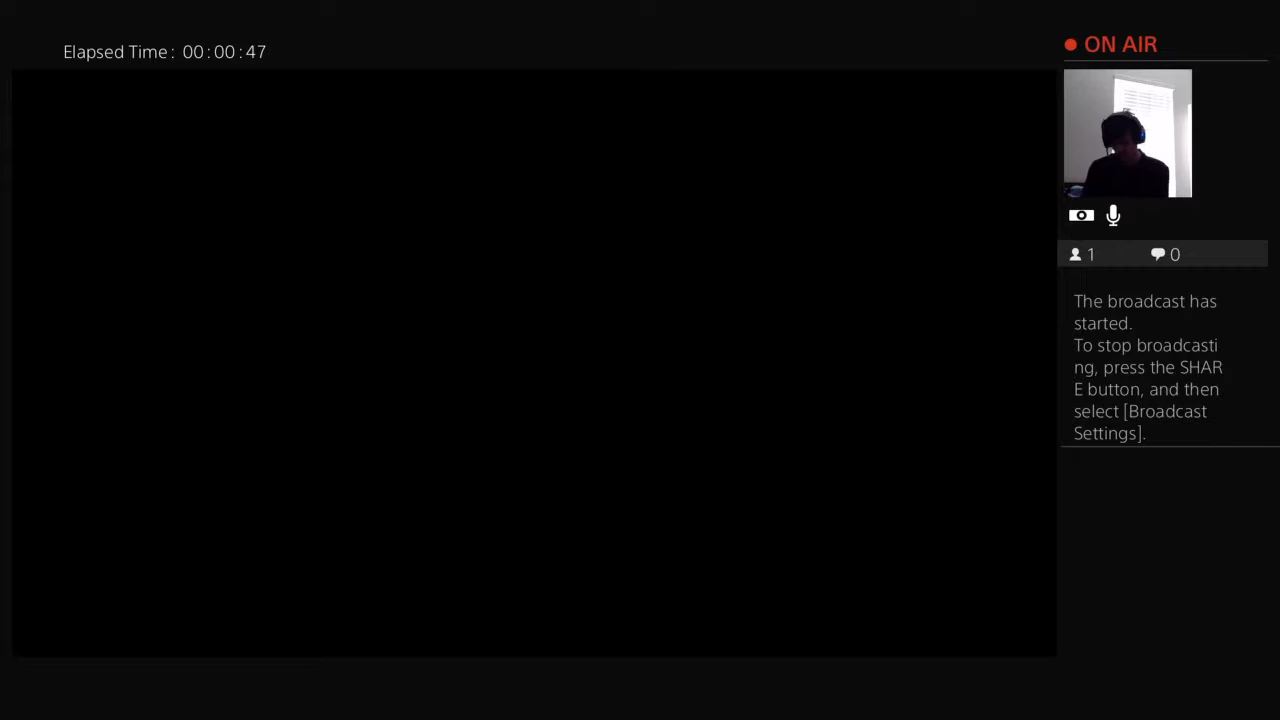 Elapsed Time: 00:00:47
ON AIR
1 0
The broadcast has
started.
To stop broadcasti
ng, press the SHAR
E button, and then
select [Broadcast
Settings].